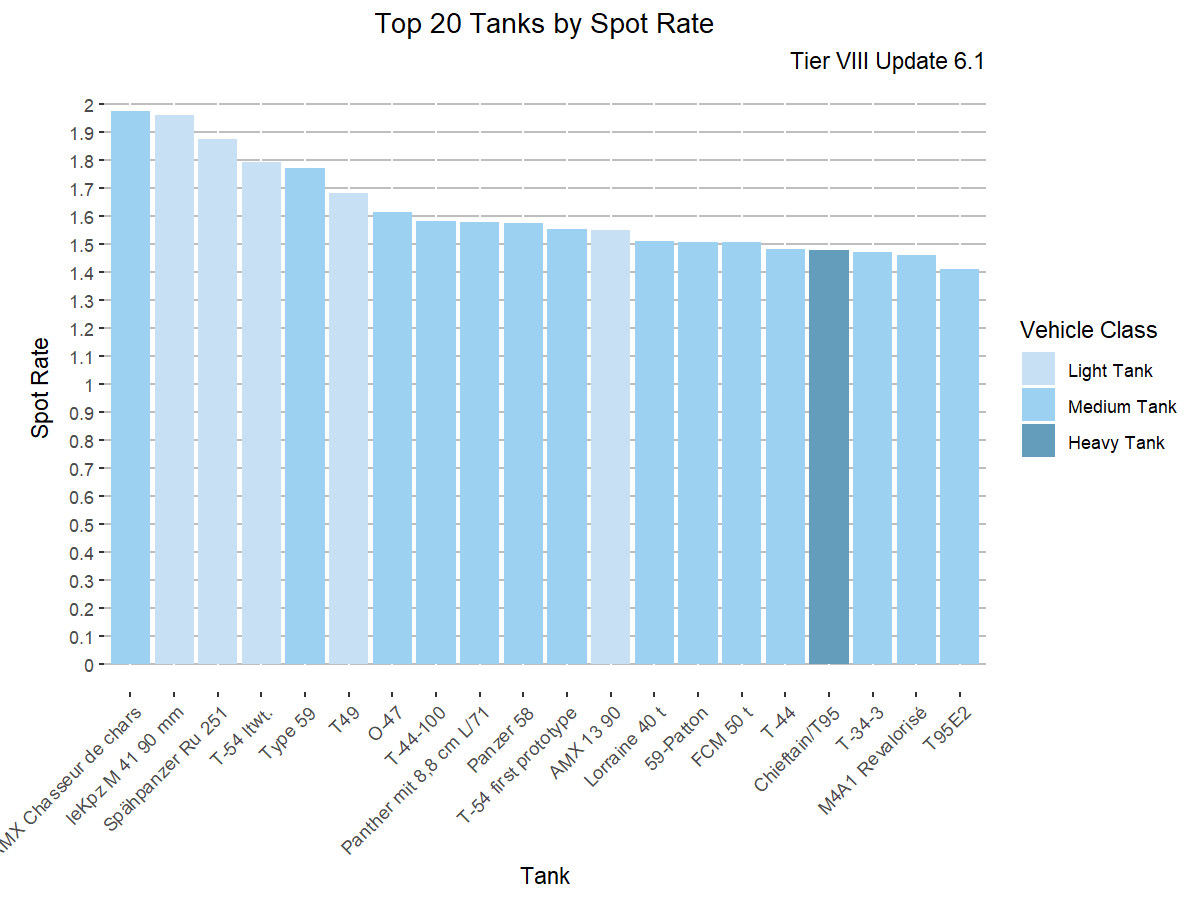 Top 20 Tanks by Spot Rate
Tier VIII Update 6.1
2
1.9
1.8
1.7
1.6
1.5
1.4
1.3
1.2
1.1
1
0.9
0.8
0.7
0.6
0.5
0.4
0.3
0.2
0.1
0
Spot Rate
MX Chasseur de chars
leKpz M 41 90 mm
Spähpanzer Ru 251
T-54 ltwt.
Type 59
T49
O-47
T-44-100
Panther mit 8,8 cm L/71
Panzer 58
T-54 first prototype
AMX 13 90
Lorraine 40 t
59-Patton
FCM 50 t
T-44
Chieftain/T95
T-34-3
M4A1 Revalorisé
T95E2
Tank
Vehicle Class
Light Tank
Medium Tank
Heavy Tank